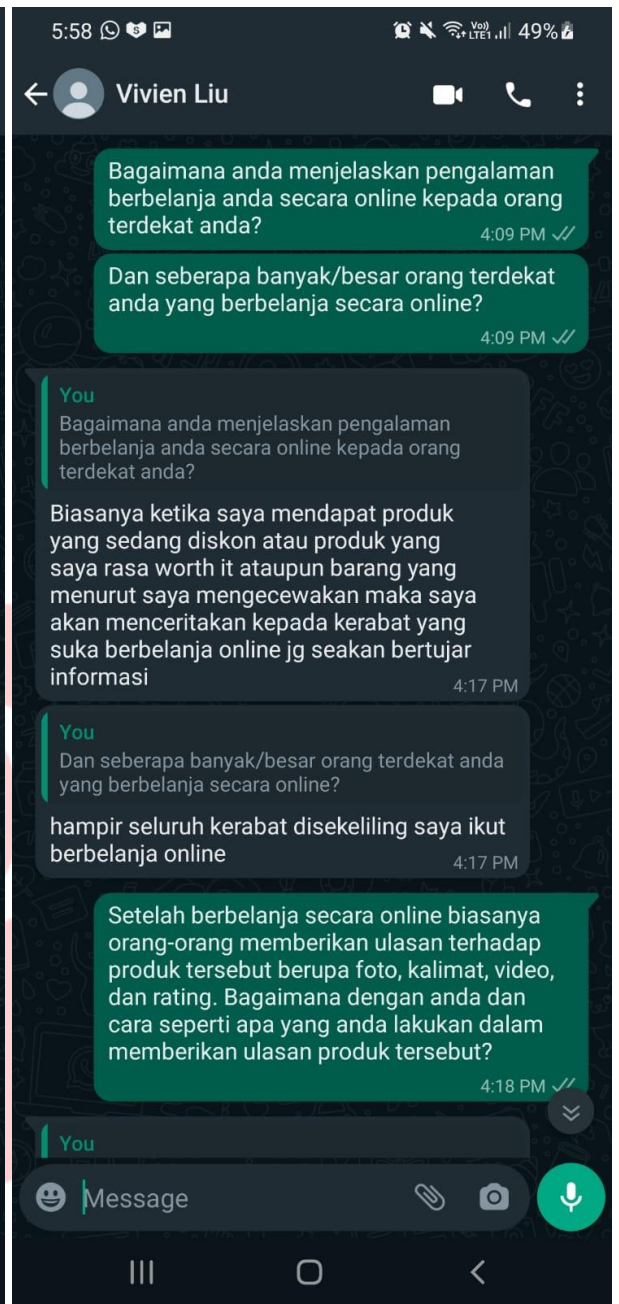 5:58
VoLTE1 49%
Vivien Liu
Bagaimana anda menjelaskan pengalaman
berbelanja anda secara online kepada orang
terdekat anda?
4:09 PM
Dan seberapa banyak/besar orang terdekat
anda yang berbelanja secara online?
4:09 PM
You
Bagaimana anda menjelaskan pengalaman
berbelanja anda secara online kepada orang
terdekat anda?
Biasanya ketika saya mendapat produk
yang sedang diskon atau produk yang
saya rasa worth it ataupun barang yang
menurut saya mengecewakan maka saya
akan menceritakan kepada kerabat yang
suka berbelanja online jg seakan bertujar
informasi
4:17 PM
You
Dan seberapa banyak/besar orang terdekat anda
yang berbelanja secara online?
hampir seluruh kerabat disekeliling saya ikut
berbelanja online
4:17 PM
Setelah berbelanja secara online biasanya
orang-orang memberikan ulasan terhadap
produk tersebut berupa foto, kalimat, video,
dan rating. Bagaimana dengan anda dan
cara seperti apa yang anda lakukan dalam
memberikan ulasan produk tersebut?
4:18 PM
You
Message